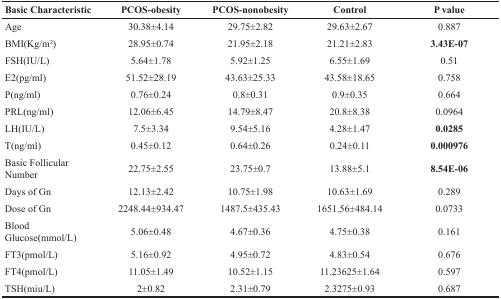 Basic Characteristic PCOS-obesity PCOS-nonobesity Control P value
Age 30.38±4.14 29.75±2.82 29.63±2.67 0.887
BMI(Kg/m²) 28.95±0.74 21.95±2.18 21.21±2.83 3.43E-07
FSH(IU/L) 5.64±1.78 5.92±1.25 6.55±1.69 0.51
E2(pg/ml) 51.52±28.19 43.63±25.33 43.58±18.65 0.758
P(ng/ml) 0.76±0.24 0.8±0.31 0.9±0.35 0.664
PRL(ng/ml) 12.06±6.45 14.79±8.47 20.8±8.38 0.0964
LH(IU/L) 7.5±3.34 9.54±5.16 4.28±1.47 0.0285
T(ng/ml) 0.45±0.12 0.64±0.26 0.24±0.11 0.000976
Basic Follicular
Number 22.75±2.55 23.75±0.7 13.88±5.1 8.54E-06
Days of Gn 12.13±2.42 10.75±1.98 10.63±1.69 0.289
Dose of Gn 2248.44±934.47 1487.5±435.43 1651.56±484.14 0.0733
Blood
Glucose(mmol/L) 5.06±0.48 4.67±0.36 4.75±0.38 0.161
FT3(pmol/L) 5.16±0.92 4.95±0.72 4.83±0.54 0.676
FT4(pmol/L) 11.05±1.49 10.52±1.15 11.23625±1.64 0.597
TSH(miu/L) 2±0.82 2.31±0.79 2.3275±0.93 0.687